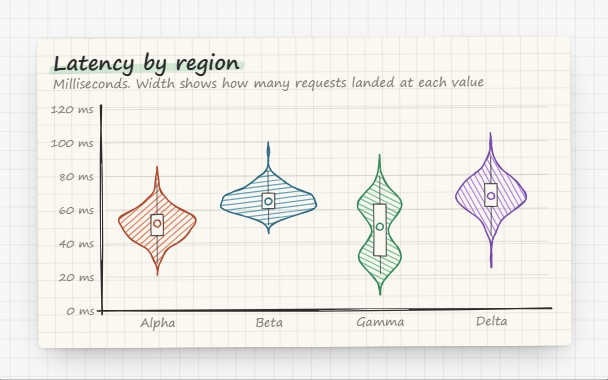 Latency by region
Milliseconds. Width shows how many requests landed at each value
120 ms
100 ms
80 ms
60 ms
40 ms
20 ms
0 ms
Alpha Beta Gamma Delta